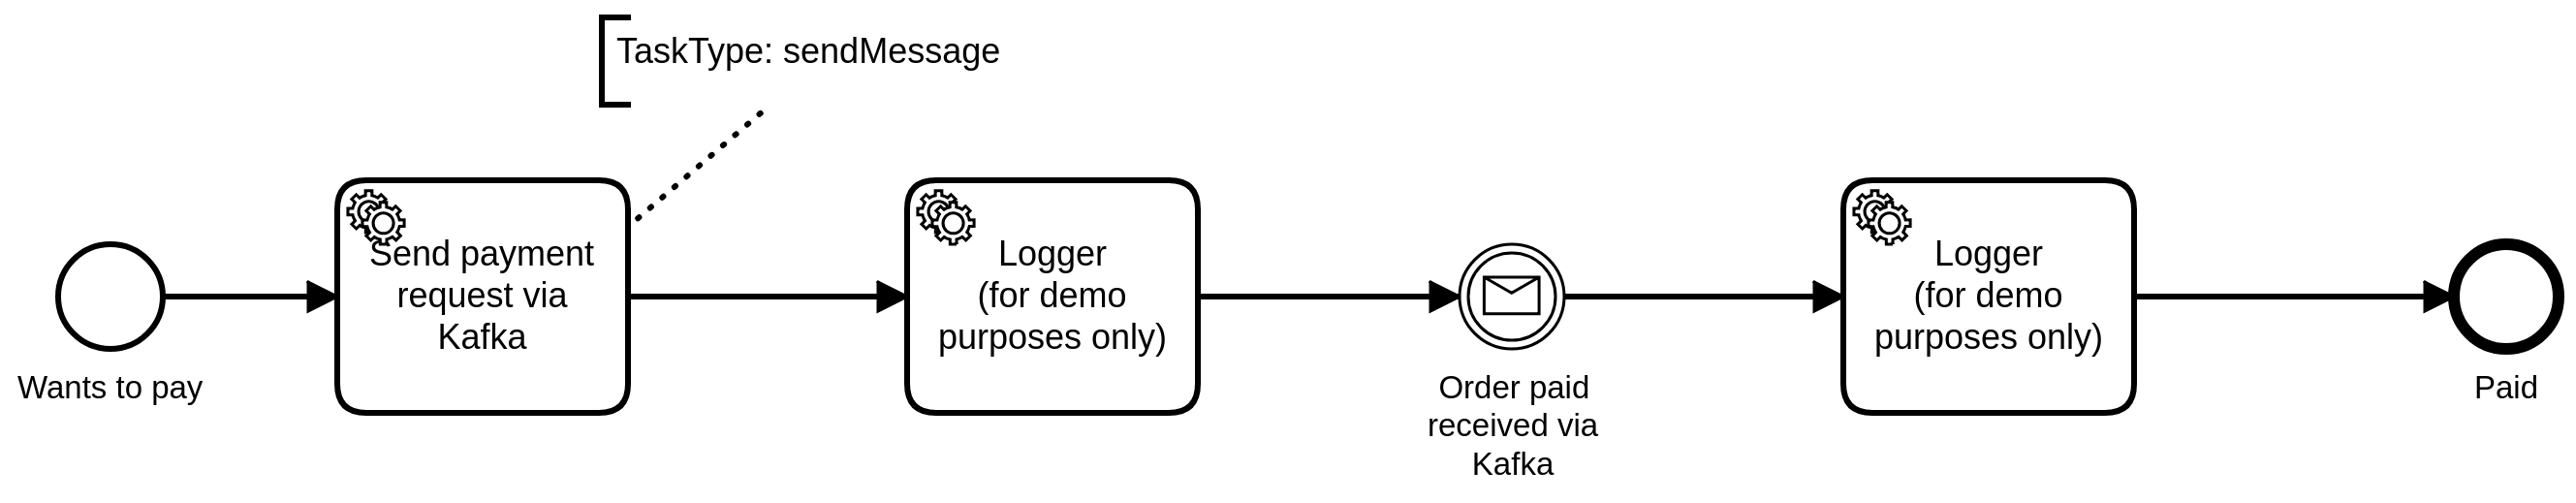 TaskType: sendMessage
Wants to pay
Send payment
request via
Kafka
Logger
(for demo
purposes only)
Order paid
received via
Kafka
Logger
(for demo
purposes only)
Paid